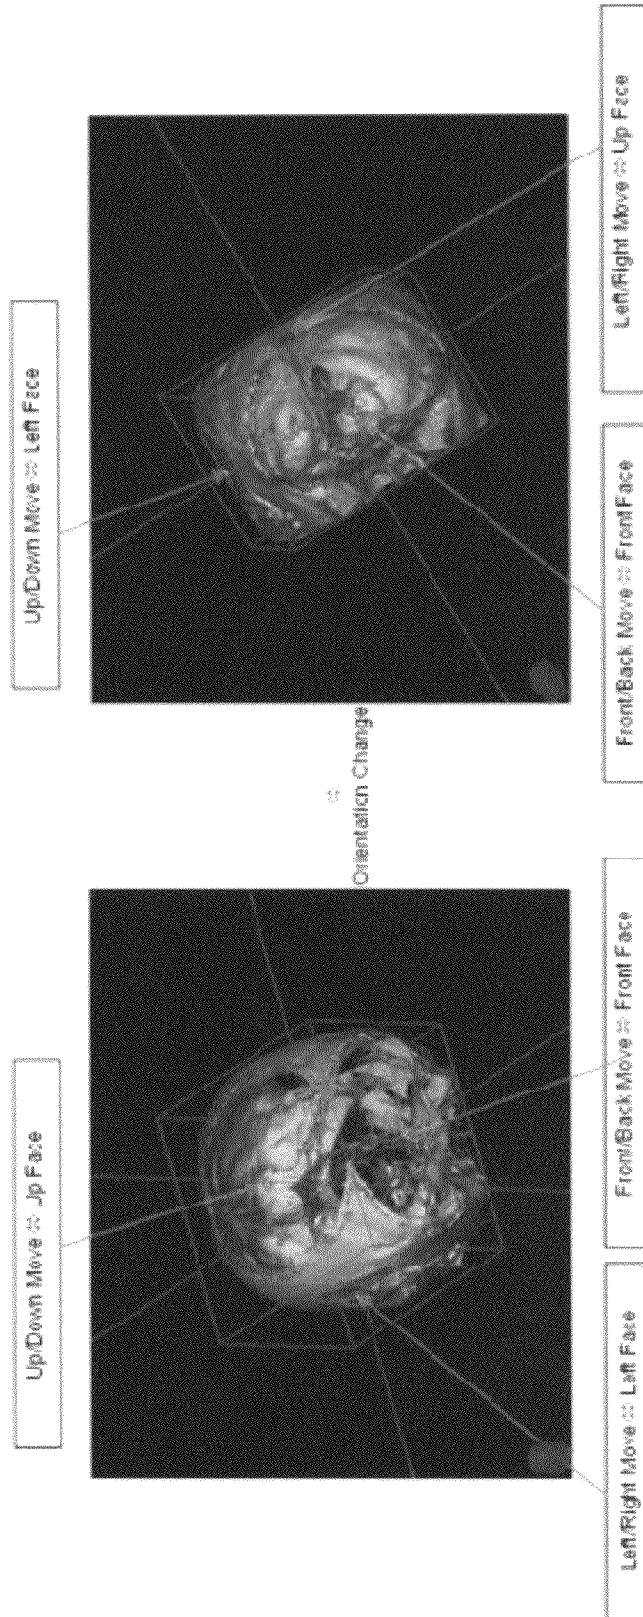 Up/Down Move ⇔ Up Face
Left/Right Move ⇔ Left Face
Front/Back Move ⇔ Front Face
⇔
Orientation Change
Up/Down Move ⇔ Left Face
Front/Back Move ⇔ Front Face
Left/Right Move ⇔ Up Face